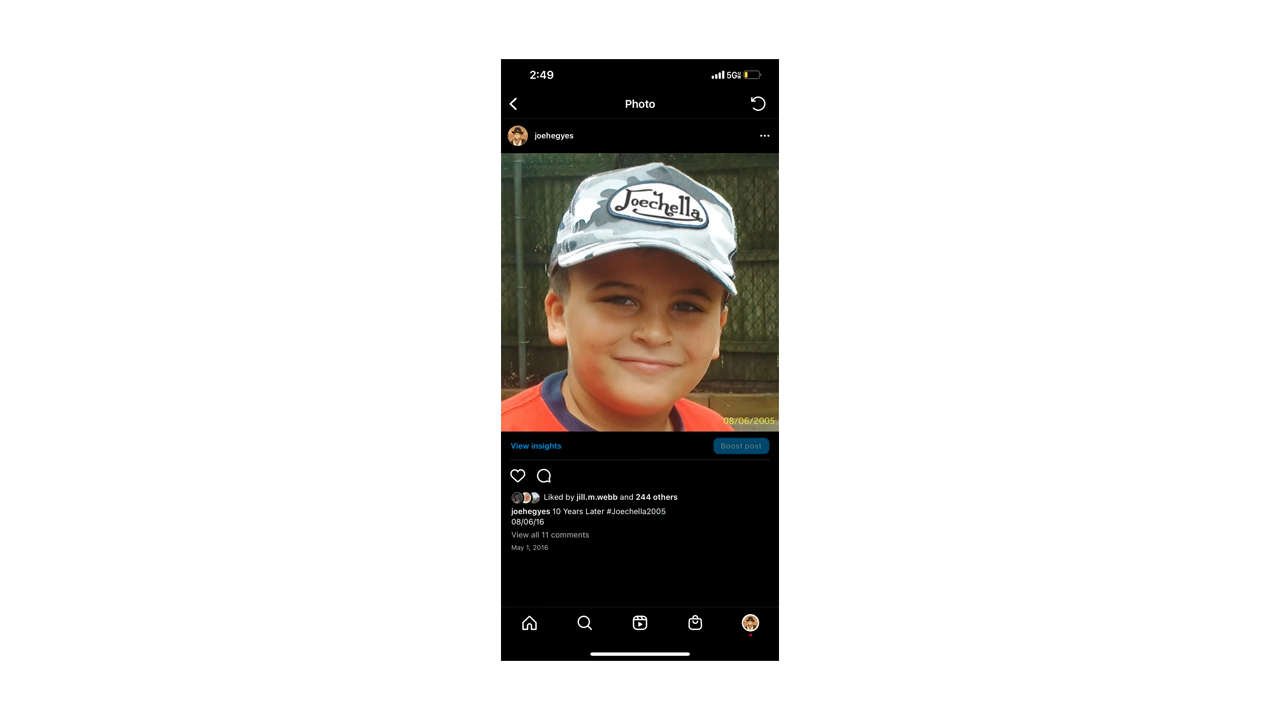 2:49
5G
Photo
joehegyes
Joechella
08/06/2005
View insights
Boost post
Liked by jill.m.webb and 244 others
joehegyes 10 Years Later #Joechella2005
08/06/16
View all 11 comments
May 1, 2016